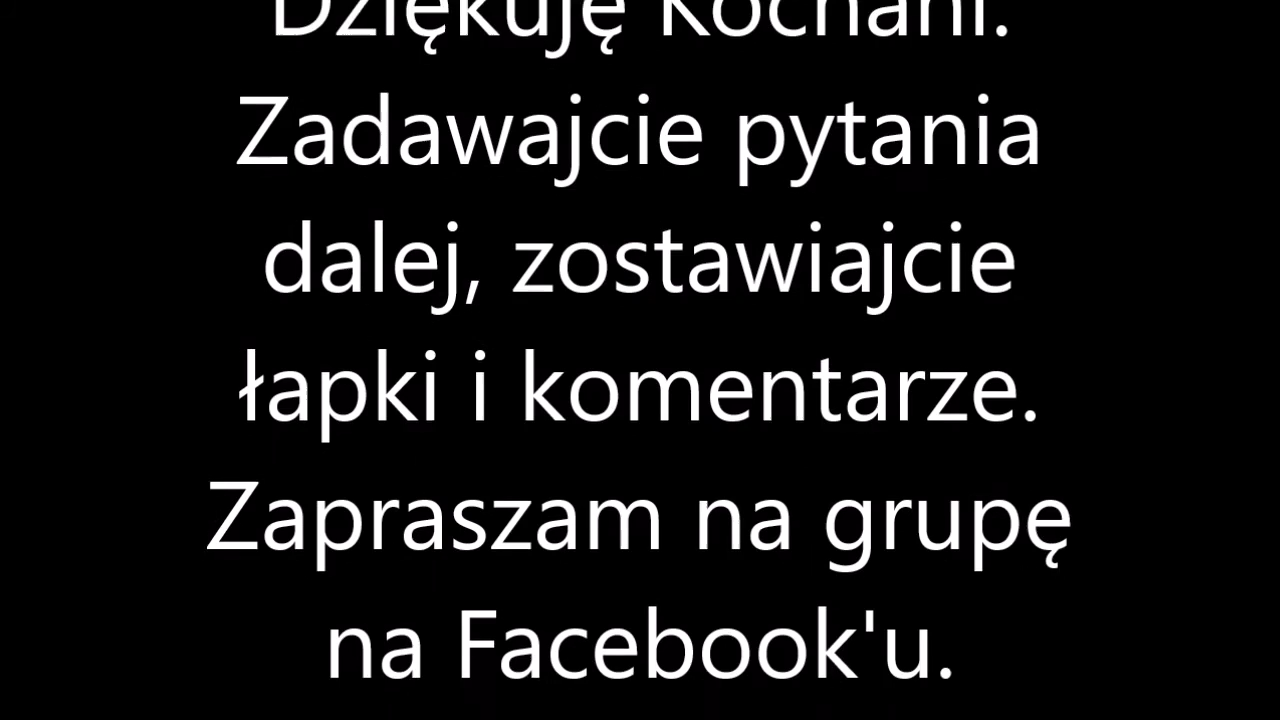 Dziękuję Kochani.
Zadawajcie pytania
dalej, zostawiajcie
łapki i komentarze.
Zapraszam na grupę
na Facebook'u.